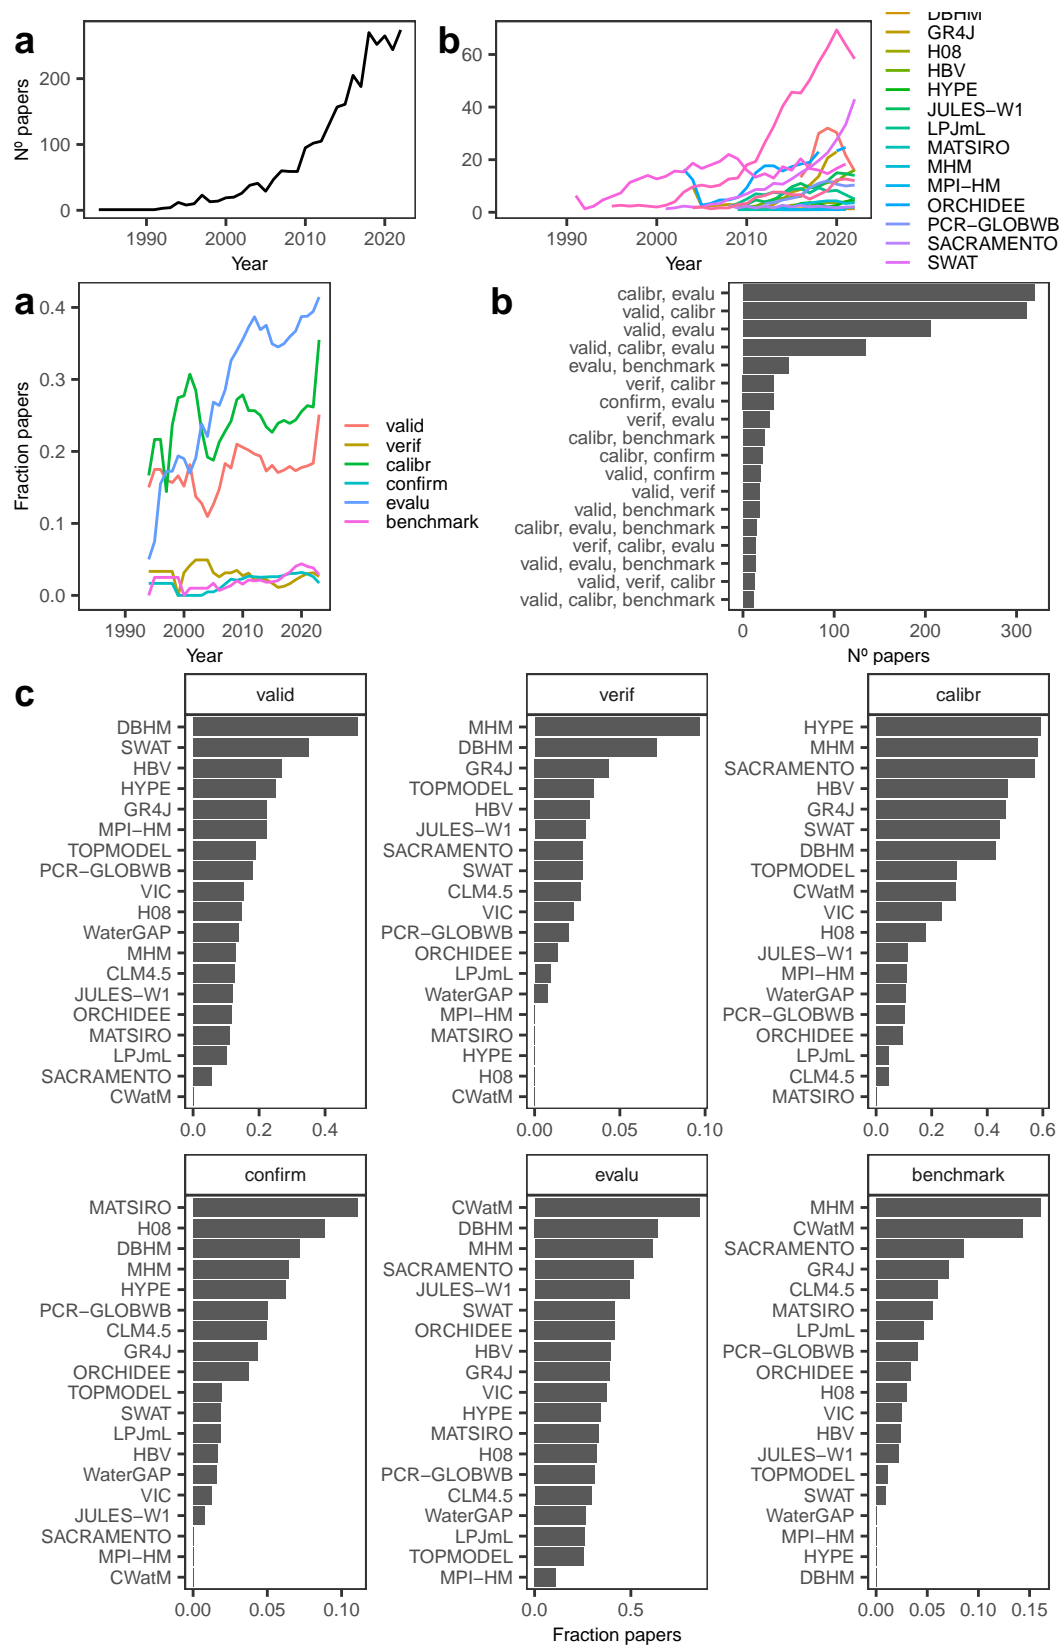 a
Nº papers
200
100
0
1990
2000
2010
2020
Year
b
60
40
20
0
1990
2000
2010
2020
Year
DBHM
GR4J
H08
HBV
HYPE
JULES−W1
LPJmL
MATSIRO
MHM
MPI−HM
ORCHIDEE
PCR−GLOBWB
SACRAMENTO
SWAT
a
Fraction papers
0.4
0.3
0.2
0.1
0.0
1990
2000
2010
2020
Year
valid
verif
calibr
confirm
evalu
benchmark
b
calibr, evalu
valid, calibr
valid, evalu
valid, calibr, evalu
evalu, benchmark
verif, calibr
confirm, evalu
verif, evalu
calibr, benchmark
calibr, confirm
valid, confirm
valid, verif
valid, benchmark
calibr, evalu, benchmark
verif, calibr, evalu
valid, evalu, benchmark
valid, verif, calibr
valid, calibr, benchmark
0
100
200
300
Nº papers
c
valid
DBHM
SWAT
HBV
HYPE
GR4J
MPI−HM
TOPMODEL
PCR−GLOBWB
VIC
H08
WaterGAP
MHM
CLM4.5
JULES−W1
ORCHIDEE
MATSIRO
LPJmL
SACRAMENTO
CWatM
0.0
0.2
0.4
verif
MHM
DBHM
GR4J
TOPMODEL
HBV
JULES−W1
SACRAMENTO
SWAT
CLM4.5
VIC
PCR−GLOBWB
ORCHIDEE
LPJmL
WaterGAP
MPI−HM
MATSIRO
HYPE
H08
CWatM
0.00
0.05
0.10
calibr
HYPE
MHM
SACRAMENTO
HBV
GR4J
SWAT
DBHM
TOPMODEL
CWatM
VIC
H08
JULES−W1
MPI−HM
WaterGAP
PCR−GLOBWB
ORCHIDEE
LPJmL
CLM4.5
MATSIRO
0.0
0.2
0.4
0.6
confirm
MATSIRO
H08
DBHM
MHM
HYPE
PCR−GLOBWB
CLM4.5
GR4J
ORCHIDEE
TOPMODEL
SWAT
LPJmL
HBV
WaterGAP
VIC
JULES−W1
SACRAMENTO
MPI−HM
CWatM
0.00
0.05
0.10
evalu
CWatM
DBHM
MHM
SACRAMENTO
JULES−W1
SWAT
ORCHIDEE
HBV
GR4J
VIC
HYPE
MATSIRO
H08
PCR−GLOBWB
CLM4.5
WaterGAP
LPJmL
TOPMODEL
MPI−HM
0.0
0.5
benchmark
MHM
CWatM
SACRAMENTO
GR4J
CLM4.5
MATSIRO
LPJmL
PCR−GLOBWB
ORCHIDEE
H08
VIC
HBV
JULES−W1
TOPMODEL
SWAT
WaterGAP
MPI−HM
HYPE
DBHM
0.00
0.05
0.10
0.15
Fraction papers